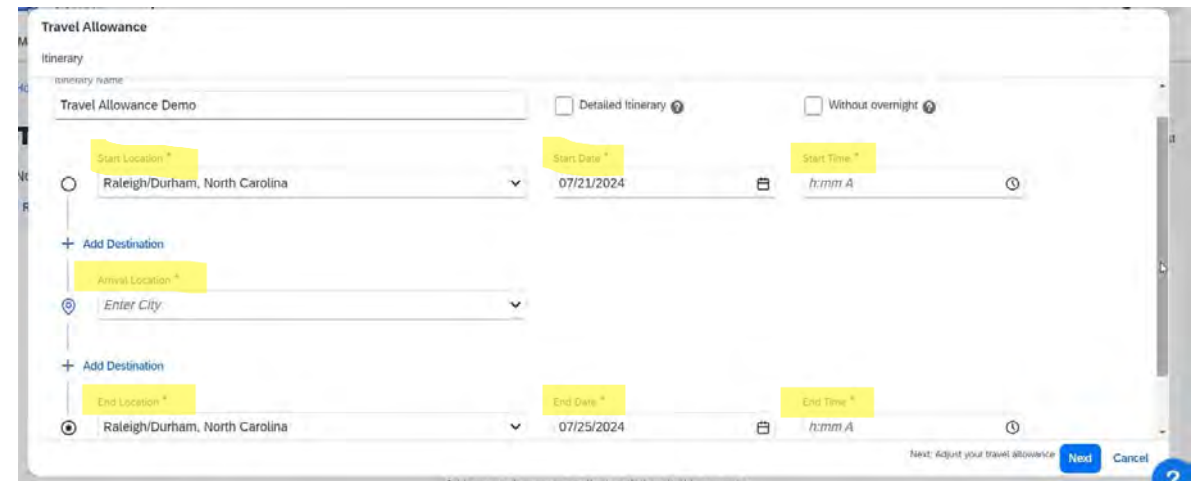 Travel Allowance
Itinerary
Itinerary Name
Travel Allowance Demo
Detailed Itinerary
Without overnight
Start Location *
Start Date *
Start Time *
Raleigh/Durham, North Carolina
07/21/2024
h:mm A
+ Add Destination
Arrival Location *
Enter City
+ Add Destination
End Location *
End Date *
End Time *
Raleigh/Durham, North Carolina
07/25/2024
h:mm A
Next: Adjust your travel allowance
Next
Cancel
?